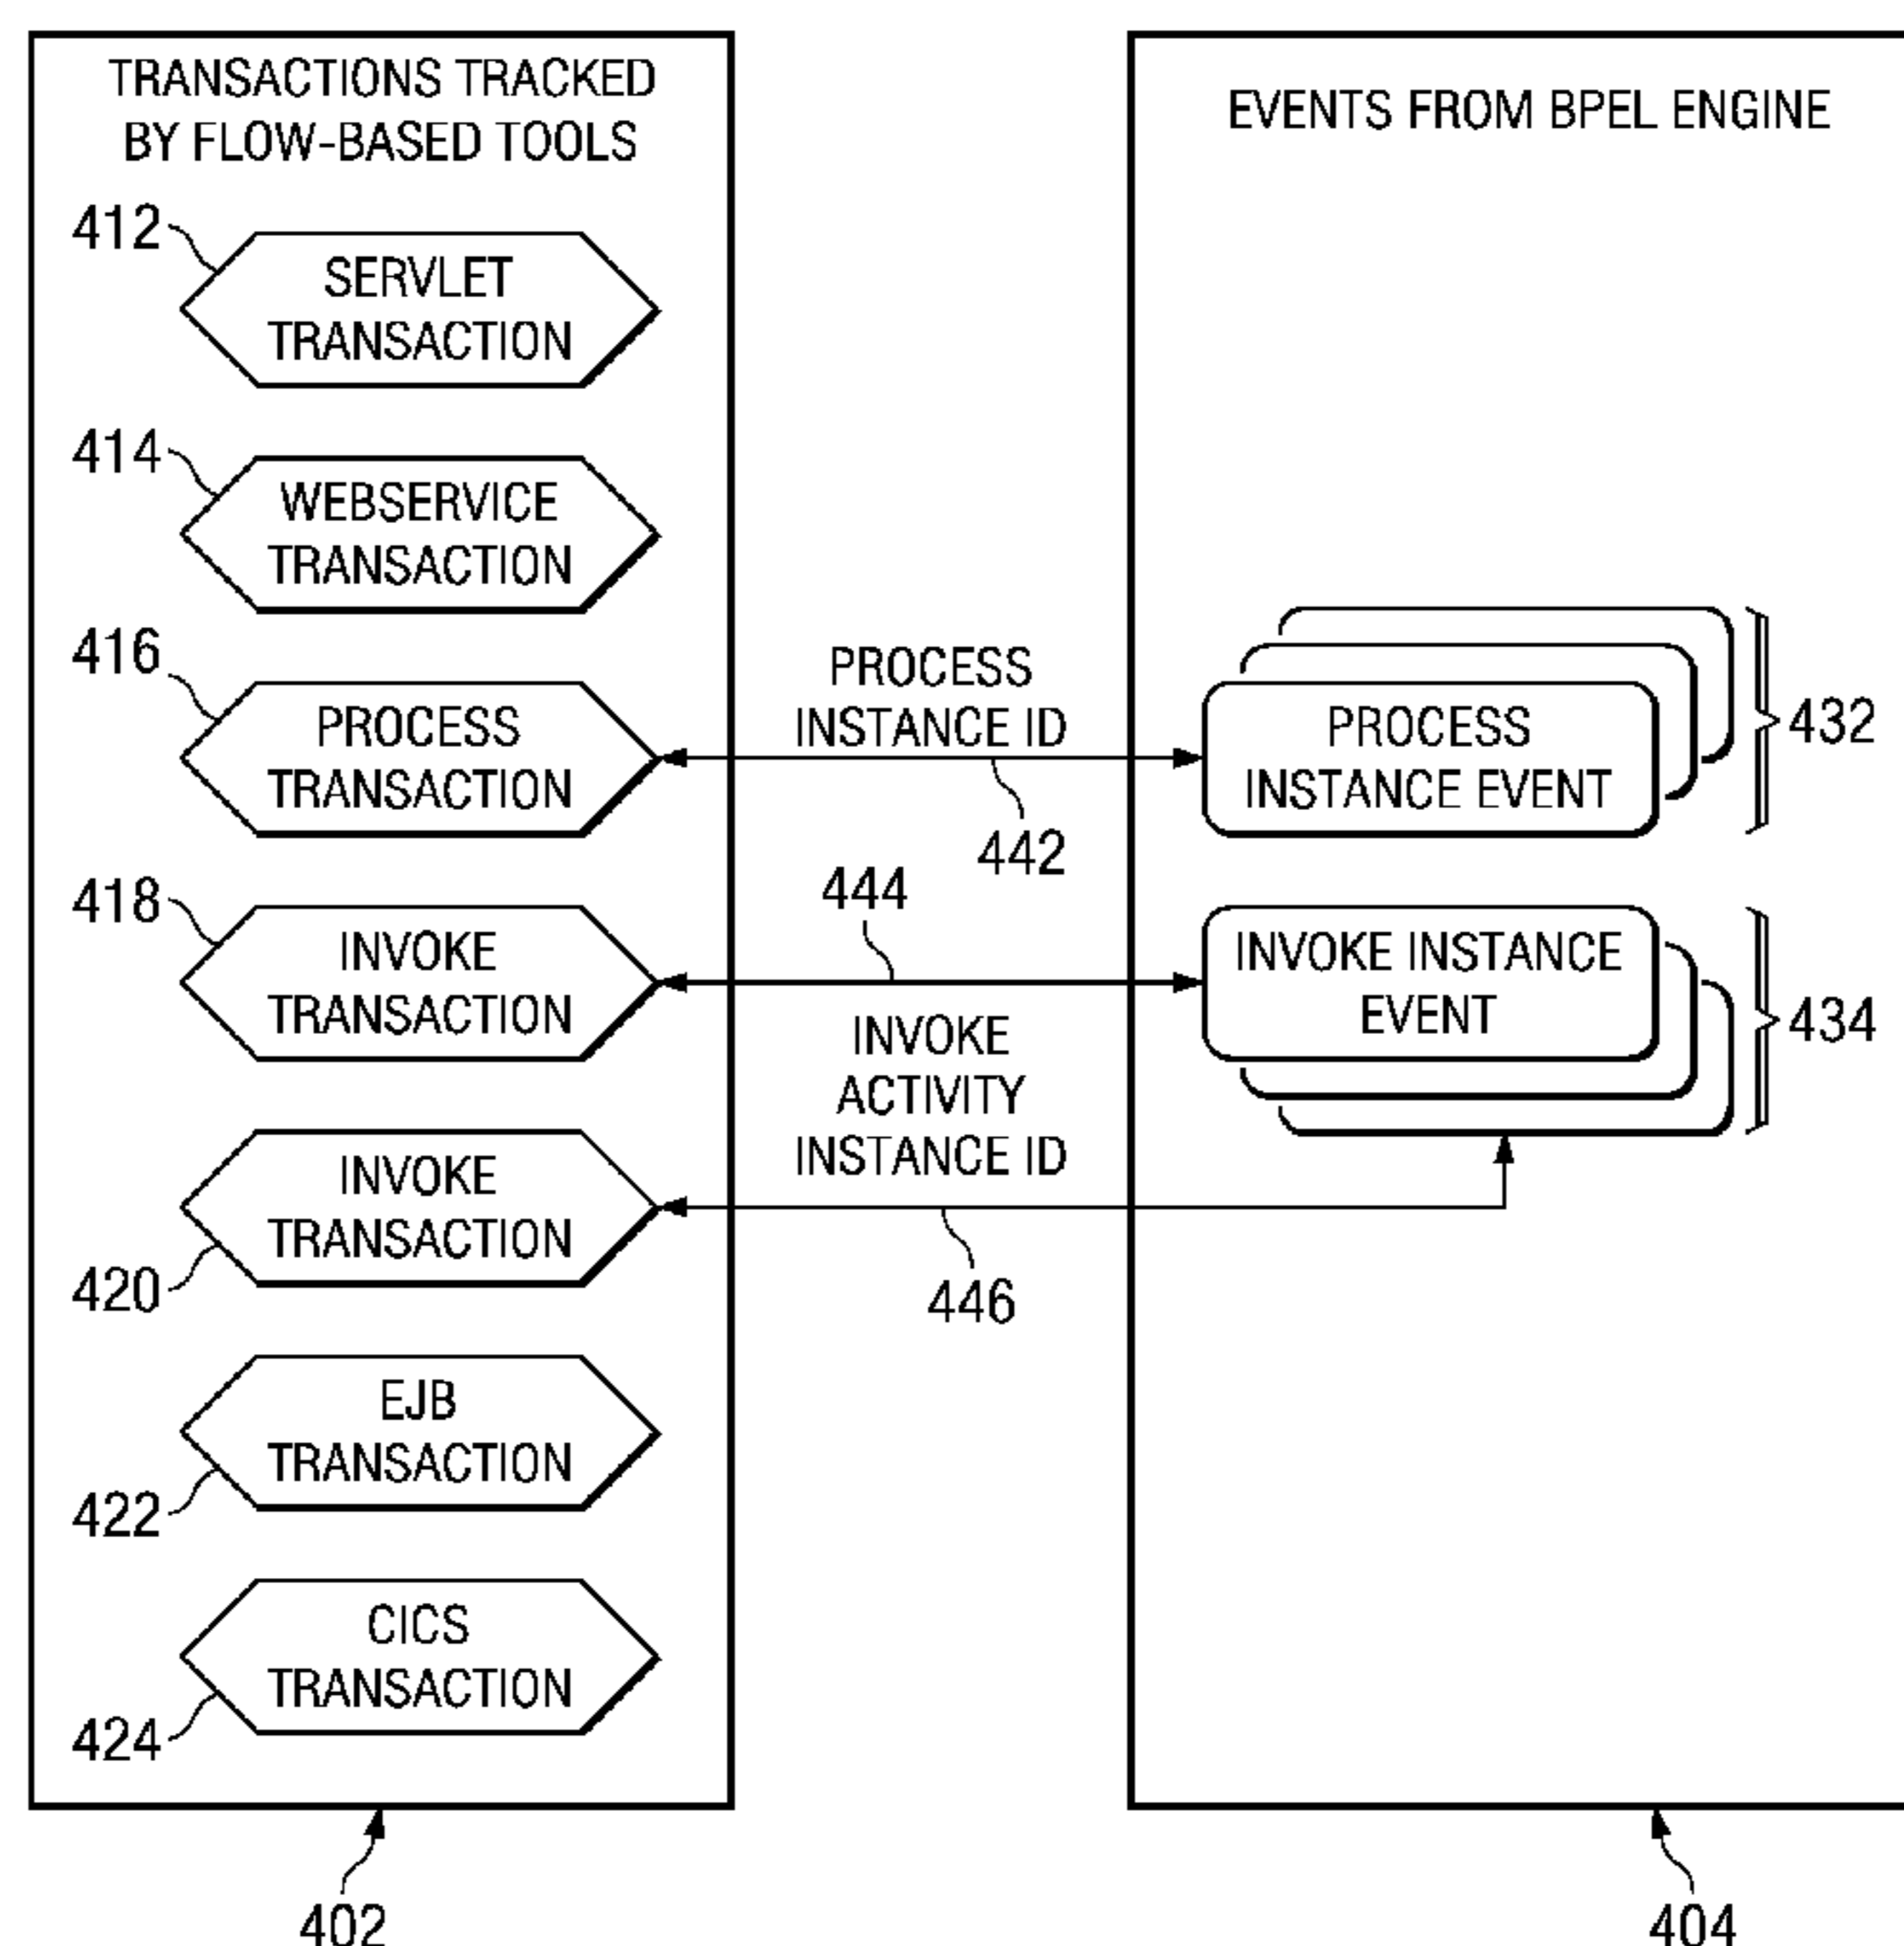 TRANSACTIONS TRACKED
BY FLOW-BASED TOOLS
412
SERVLET
TRANSACTION
414
WEBSERVICE
TRANSACTION
416
PROCESS
TRANSACTION
418
INVOKE
TRANSACTION
INVOKE
TRANSACTION
420
EJB
TRANSACTION
422
CICS
TRANSACTION
424
402
PROCESS
INSTANCE ID
442
444
INVOKE
ACTIVITY
INSTANCE ID
446
EVENTS FROM BPEL ENGINE
PROCESS
INSTANCE EVENT
432
INVOKE INSTANCE
EVENT
434
404